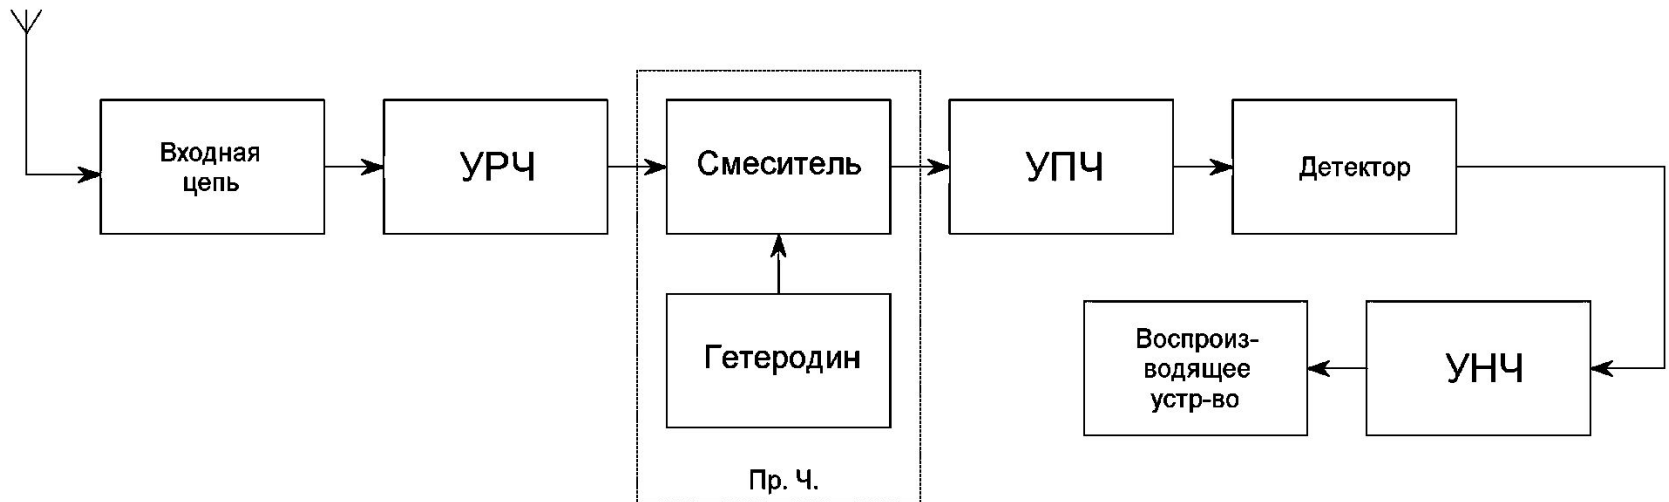 Входная
цепь
УРЧ
Смеситель
УПЧ
Детектор
Гетеродин
Воспроиз-
водящее
устр-во
УНЧ
Пр. Ч.